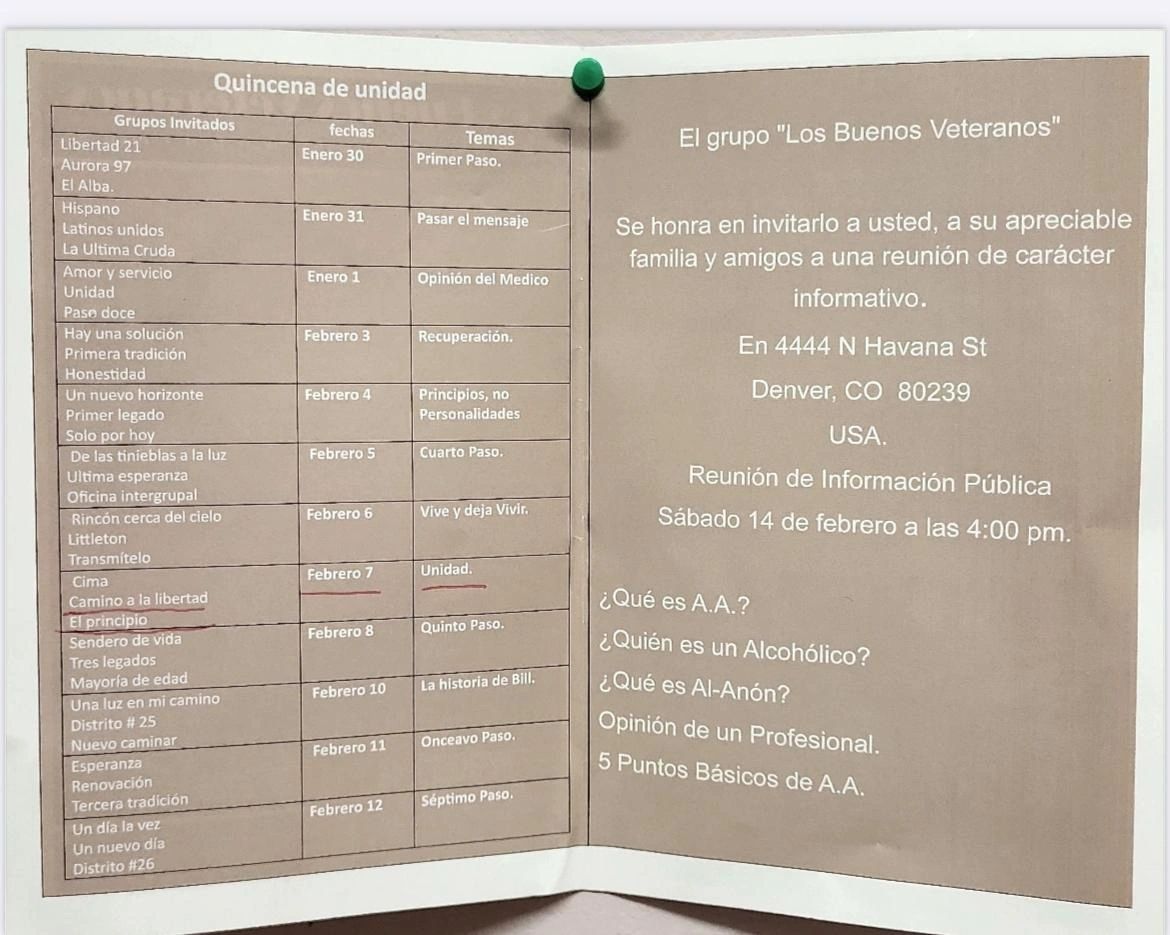 Quincena de unidad
Grupos Invitados fechas Temas
Libertad 21 Enero 30 Primer Paso.
Aurora 97
El Alba.
Hispano Enero 31 Pasar el mensaje
Latinos unidos
La Ultima Cruda
Amor y servicio Enero 1 Opinión del Medico
Unidad
Paso doce
Hay una solución Febrero 3 Recuperación.
Primera tradición
Honestidad
Un nuevo horizonte Febrero 4 Principios, no
Primer legado Personalidades
Solo por hoy
De las tinieblas a la luz Febrero 5 Cuarto Paso.
Ultima esperanza
Oficina intergrupal
Rincón cerca del cielo Febrero 6 Vive y deja Vivir.
Littleton
Transmítelo
Cima Febrero 7 Unidad.
Camino a la libertad
El principio
Sendero de vida Febrero 8 Quinto Paso.
Tres legados
Mayoría de edad
Una luz en mi camino Febrero 10 La historia de Bill.
Distrito # 25
Nuevo caminar
Esperanza Febrero 11 Onceavo Paso.
Renovación
Tercera tradición
Un día la vez Febrero 12 Séptimo Paso.
Un nuevo día
Distrito #26
El grupo "Los Buenos Veteranos"
Se honra en invitarlo a usted, a su apreciable
familia y amigos a una reunión de carácter
informativo.
En 4444 N Havana St
Denver, CO 80239
USA.
Reunión de Información Pública
Sábado 14 de febrero a las 4:00 pm.
¿Qué es A.A.?
¿Quién es un Alcohólico?
¿Qué es Al-Anón?
Opinión de un Profesional.
5 Puntos Básicos de A.A.